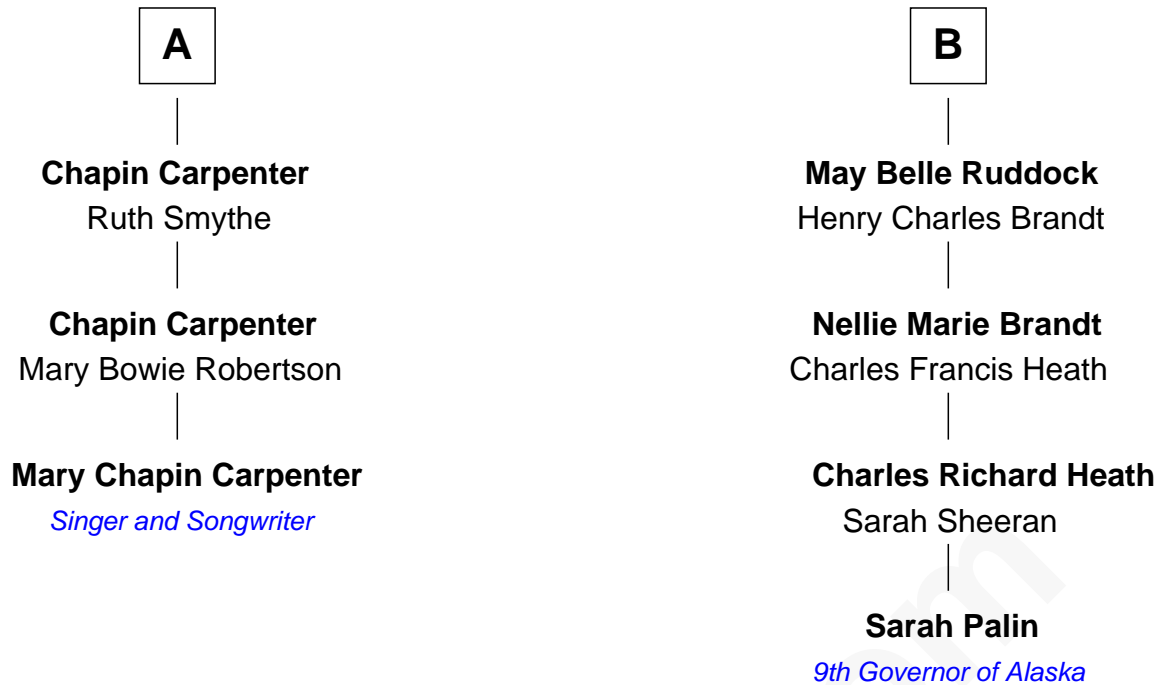 A
Chapin Carpenter
Ruth Smythe
Chapin Carpenter
Mary Bowie Robertson
Mary Chapin Carpenter
Singer and Songwriter
B
May Belle Ruddock
Henry Charles Brandt
Nellie Marie Brandt
Charles Francis Heath
Charles Richard Heath
Sarah Sheeran
Sarah Palin
9th Governor of Alaska